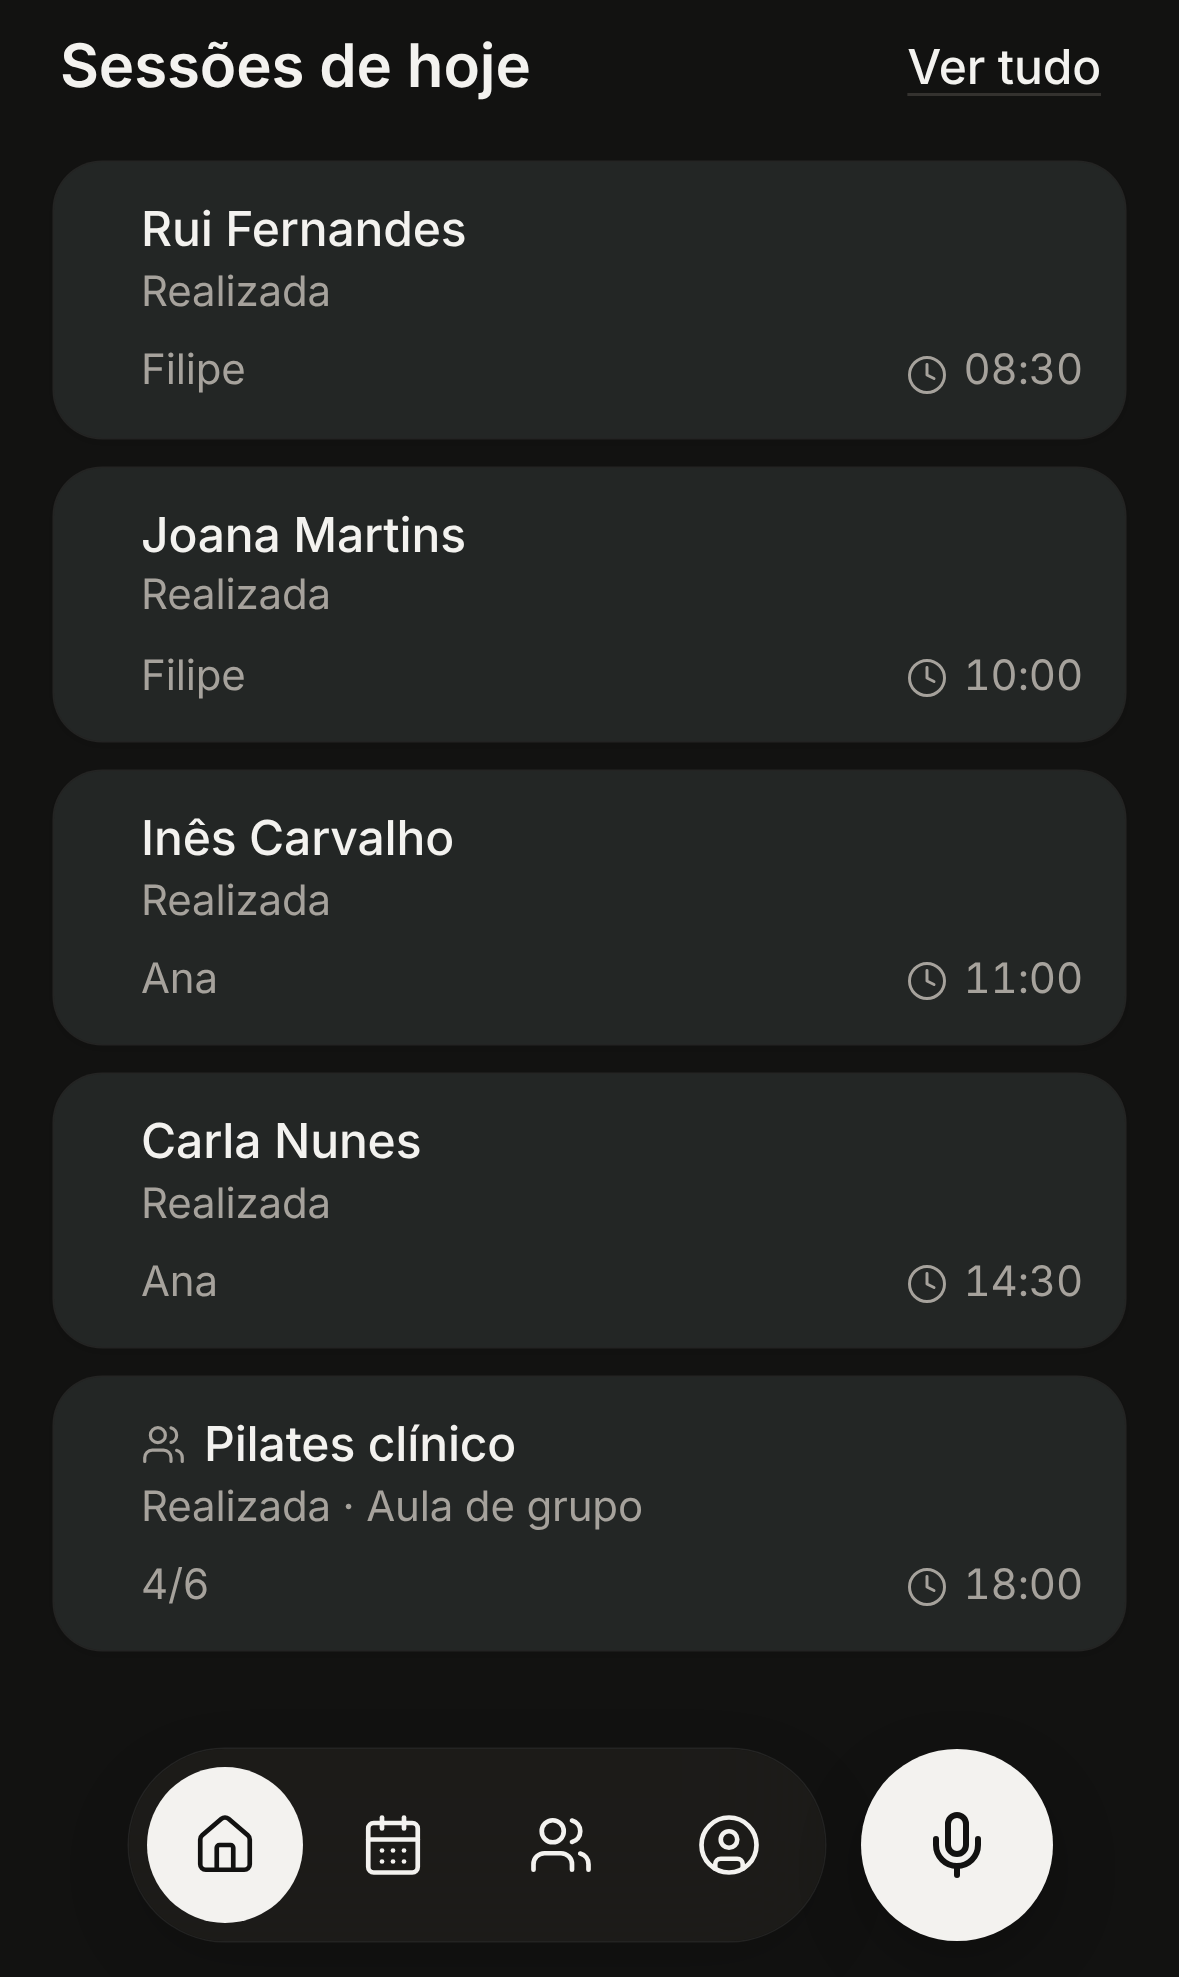 Sessões de hoje
Ver tudo
Rui Fernandes
Realizada
Filipe
08:30
Joana Martins
Realizada
Filipe
10:00
Inês Carvalho
Realizada
Ana
11:00
Carla Nunes
Realizada
Ana
14:30
Pilates clínico
Realizada · Aula de grupo
4/6
18:00